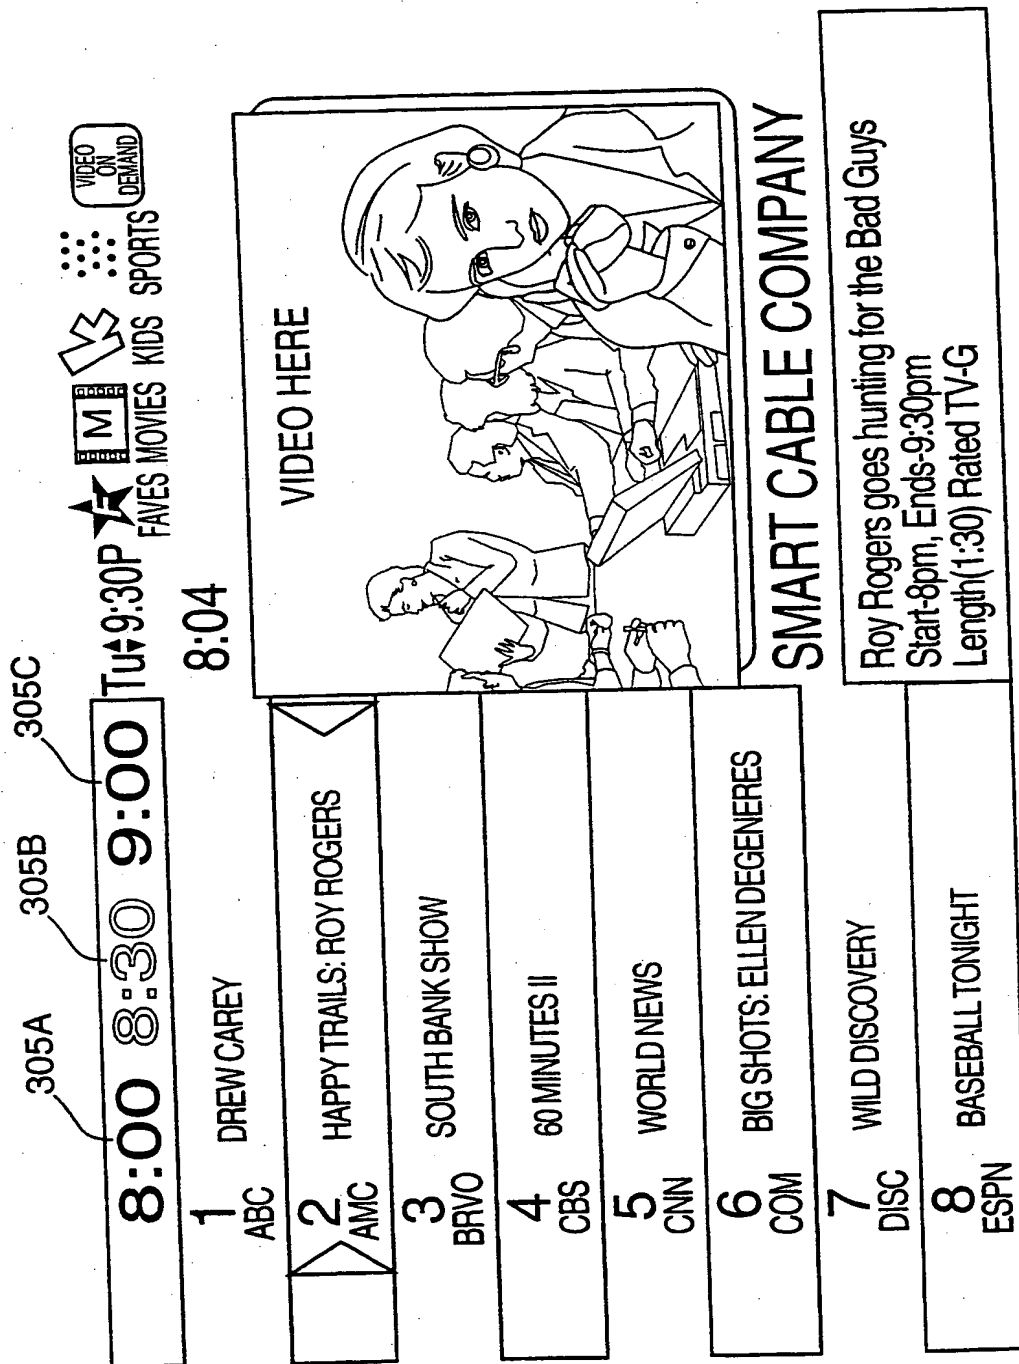 305A
305B
305C
8:00 8:30 9:00
Tu 9:30P
F
FAVES
M
MOVIES
KIDS
SPORTS
VIDEO
ON
DEMAND
8:04
1
ABC
DREW CAREY
2
AMC
HAPPY TRAILS: ROY ROGERS
3
BRVO
SOUTH BANK SHOW
4
CBS
60 MINUTES II
5
CNN
WORLD NEWS
6
COM
BIG SHOTS: ELLEN DEGENERES
7
DISC
WILD DISCOVERY
8
ESPN
BASEBALL TONIGHT
VIDEO HERE
SMART CABLE COMPANY
Roy Rogers goes hunting for the Bad Guys
Start-8pm, Ends-9:30pm
Length(1:30) Rated TV-G